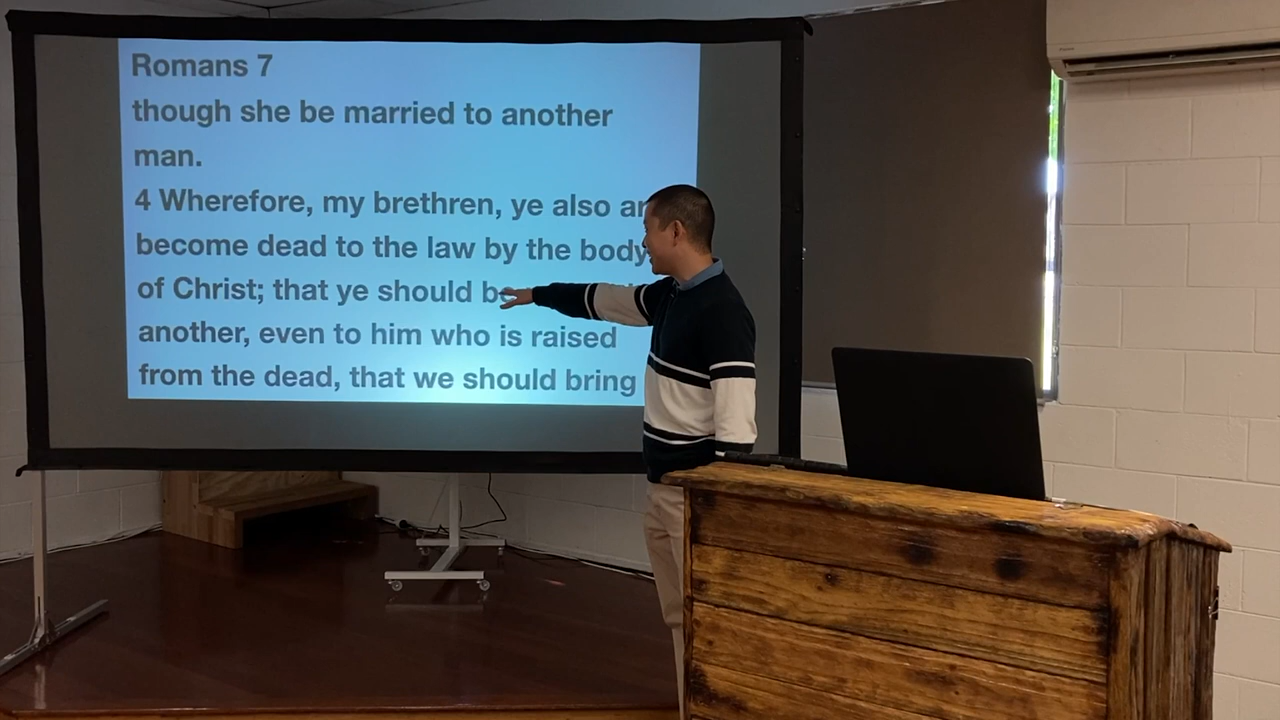 Romans 7
though she be married to another
man.
4 Wherefore, my brethren, ye also
become dead to the law by the body
of Christ; that ye should
another, even to him who is raised
from the dead, that we should bring